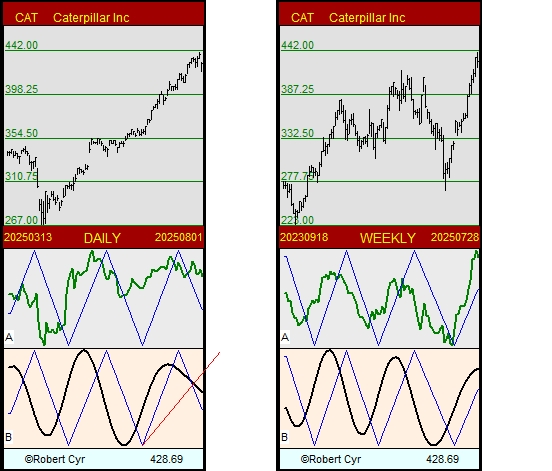 CAT Caterpillar Inc
442.00
398.25
354.50
310.75
267.00
20250313 DAILY 20250801
A
B
©Robert Cyr 428.69
CAT Caterpillar Inc
442.00
387.25
332.50
277.75
223.00
20230918 WEEKLY 20250728
A
B
©Robert Cyr 428.69